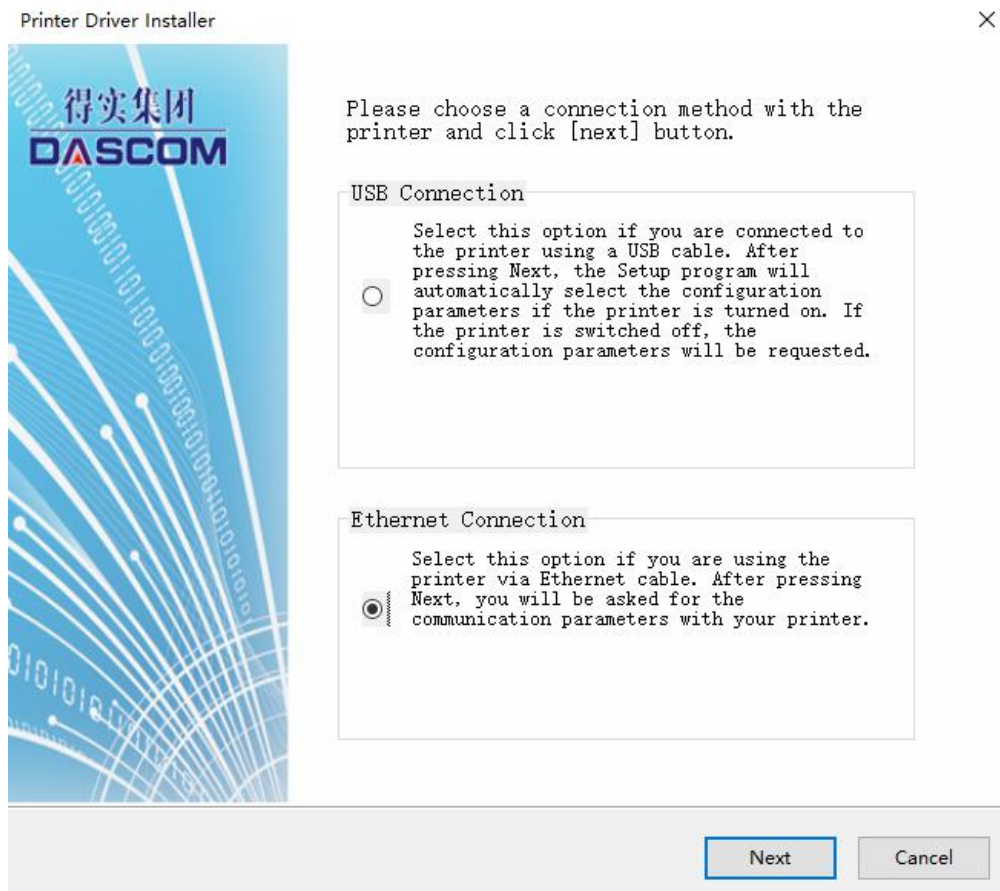 Printer Driver Installer
得实集团
DASCOM
Please choose a connection method with the
printer and click [next] button.
USB Connection
Select this option if you are connected to
the printer using a USB cable. After
pressing Next, the Setup program will
automatically select the configuration
parameters if the printer is turned on. If
the printer is switched off, the
configuration parameters will be requested.
Ethernet Connection
Select this option if you are using the
printer via Ethernet cable. After pressing
Next, you will be asked for the
communication parameters with your printer.
Next
Cancel